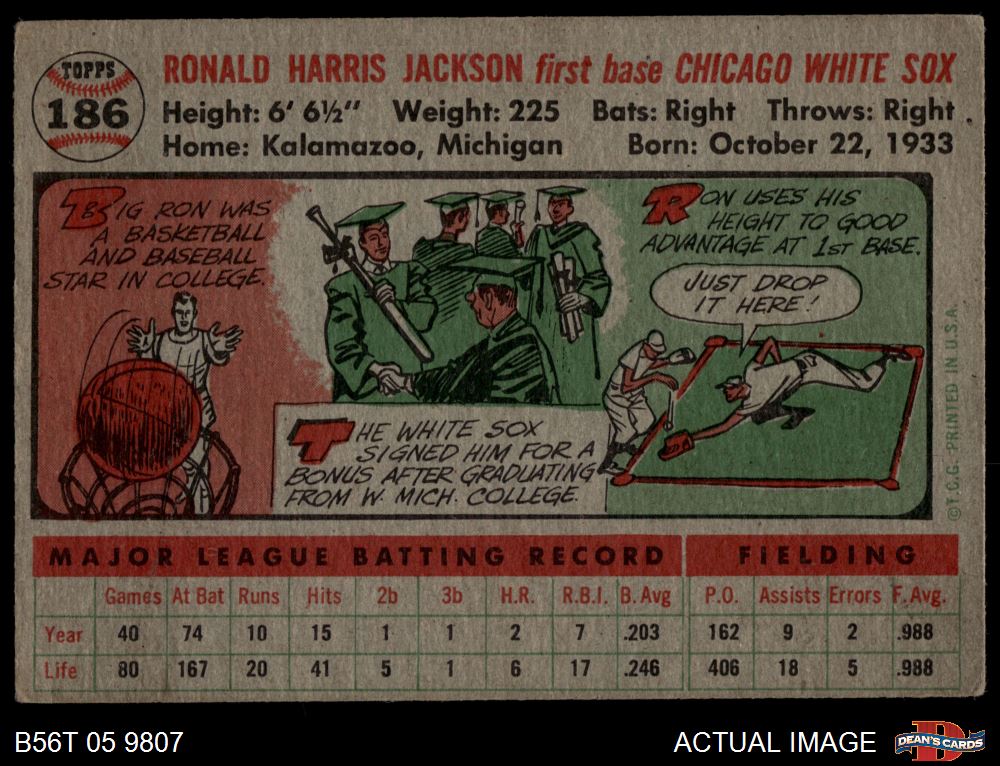 TOPPS
186
RONALD HARRIS JACKSON first base CHICAGO WHITE SOX
Height: 6' 6½" Weight: 225 Bats: Right Throws: Right
Home: Kalamazoo, Michigan Born: October 22, 1933
BIG RON WAS
A BASKETBALL
AND BASEBALL
STAR IN COLLEGE.
THE WHITE SOX
SIGNED HIM FOR A
BONUS AFTER GRADUATING
FROM W. MICH. COLLEGE.
RON USES HIS
HEIGHT TO GOOD
ADVANTAGE AT 1ST BASE.
JUST DROP
IT HERE!
©T.C.G. PRINTED IN U.S.A.
MAJOR LEAGUE BATTING RECORD FIELDING
Games At Bat Runs Hits 2b 3b H.R. R.B.I. B. Avg P.O. Assists Errors F. Avg.
Year 40 74 10 15 1 1 2 7 .203 162 9 2 .988
Life 80 167 20 41 5 1 6 17 .246 406 18 5 .988
B56T 05 9807
ACTUAL IMAGE
DEAN'S CARDS